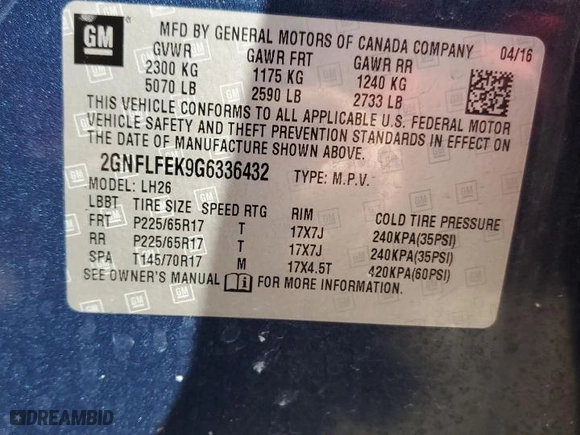 GM
MFD BY GENERAL MOTORS OF CANADA COMPANY 04/16
GVWR GAWR FRT GAWR RR
2300 KG 1175 KG 1240 KG
5070 LB 2590 LB 2733 LB
THIS VEHICLE CONFORMS TO ALL APPLICABLE U.S. FEDERAL MOTOR
VEHICLE SAFETY AND THEFT PREVENTION STANDARDS IN EFFECT ON
THE DATE OF MANUFACTURE SHOWN ABOVE.
2GNFLFEK9G6336432 TYPE: M.P.V.
MODEL: LH26
LBBT TIRE SIZE SPEED RTG RIM COLD TIRE PRESSURE
FRT P225/65R17 T 17X7J 240KPA(35PSI)
RR P225/65R17 T 17X7J 240KPA(35PSI)
SPA T145/70R17 M 17X4.5T 420KPA(60PSI)
SEE OWNER'S MANUAL FOR MORE INFORMATION.
DREAMBID